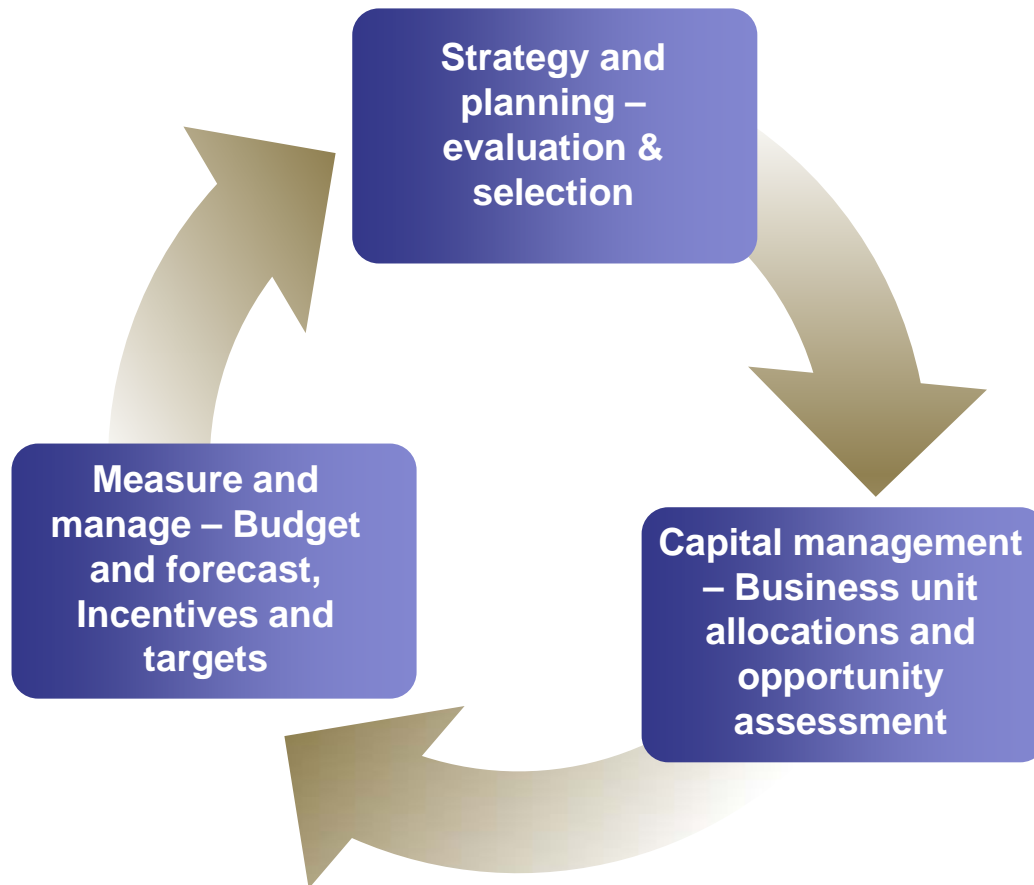 Strategy and
planning –
evaluation &
selection
Capital management
– Business unit
allocations and
opportunity
assessment
Measure and
manage – Budget
and forecast,
Incentives and
targets